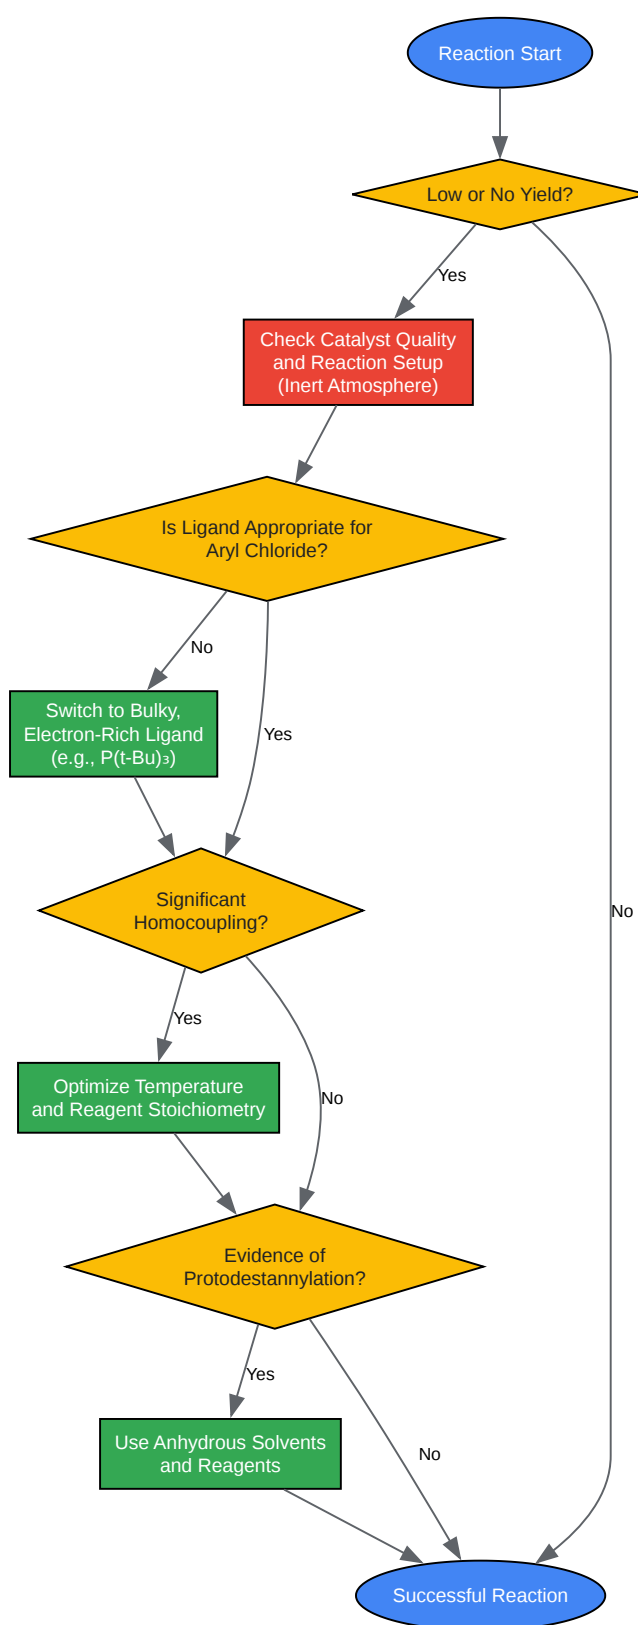 Reaction Start
Low or No Yield?
Yes
Check Catalyst Quality
and Reaction Setup
(Inert Atmosphere)
Is Ligand Appropriate for
Aryl Chloride?
No
Switch to Bulky,
Electron-Rich Ligand
(e.g., P(t-Bu)₃)
Yes
Significant
Homocoupling?
No
Yes
Optimize Temperature
and Reagent Stoichiometry
No
Evidence of
Protodestannylation?
Yes
Use Anhydrous Solvents
and Reagents
No
Successful Reaction